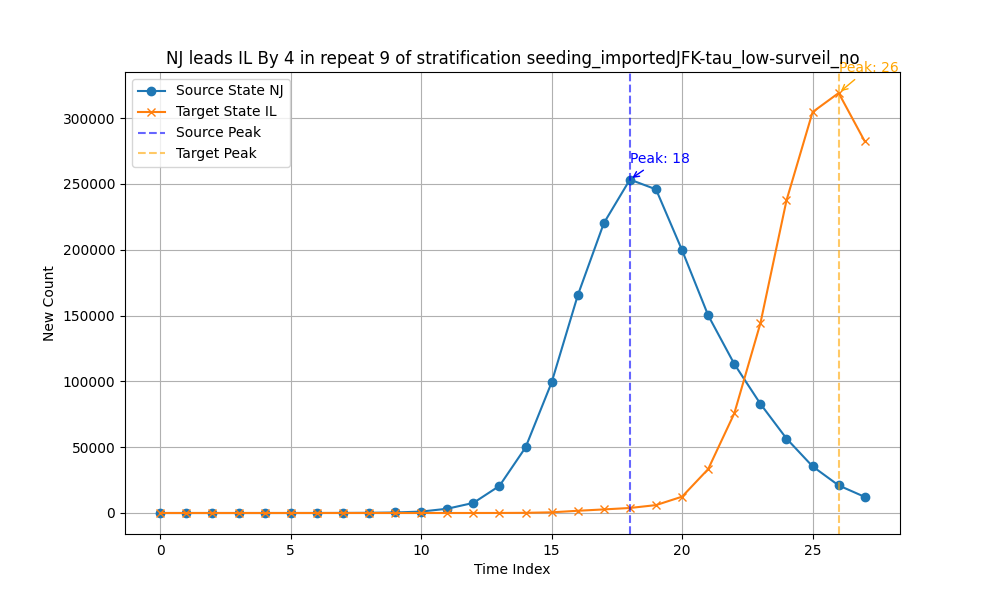 NJ leads IL By 4 in repeat 9 of stratification seeding_importedJFK-tau_low-surveil_no
Peak: 26
Source State NJ
Target State IL
Source Peak
Target Peak
Peak: 18
300000
250000
200000
150000
100000
50000
0
New Count
0 5 10 15 20 25
Time Index